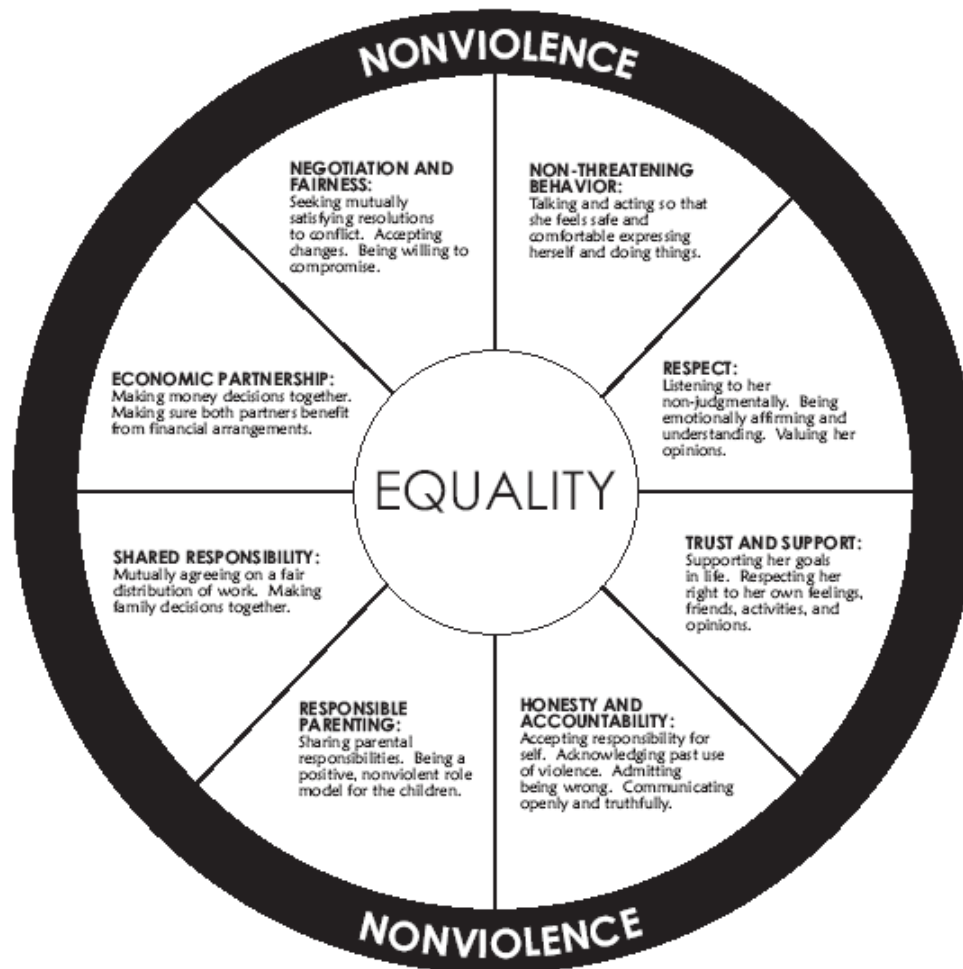 NONVIOLENCE
NEGOTIATION AND
FAIRNESS:
Seeking mutually
satisfying resolutions
to conflict. Accepting
changes. Being willing to
compromise.
NON-THREATENING
BEHAVIOR:
Talking and acting so that
she feels safe and
comfortable expressing
herself and doing things.
ECONOMIC PARTNERSHIP:
Making money decisions together.
Making sure both partners benefit
from financial arrangements.
RESPECT:
Listening to her
non-judgmentally. Being
emotionally affirming and
understanding. Valuing her
opinions.
EQUALITY
SHARED RESPONSIBILITY:
Mutually agreeing on a fair
distribution of work. Making
family decisions together.
TRUST AND SUPPORT:
Supporting her goals
in life. Respecting her
right to her own feelings,
friends, activities, and
opinions.
RESPONSIBLE
PARENTING:
Sharing parental
responsibilities. Being a
positive, nonviolent role
model for the children.
HONESTY AND
ACCOUNTABILITY:
Accepting responsibility for
self. Acknowledging past use
of violence. Admitting
being wrong. Communicating
openly and truthfully.
NONVIOLENCE